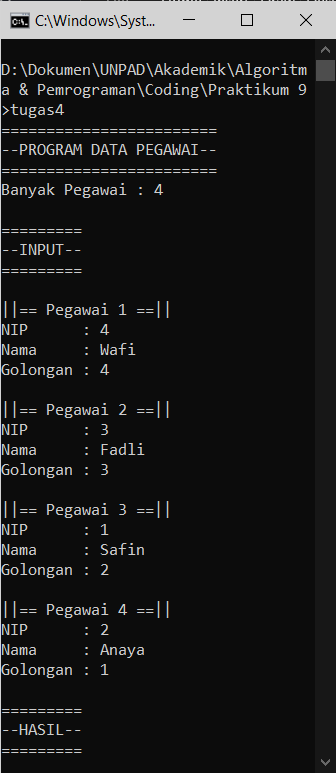 C:\Windows\Syst...
D:\Dokumen\UNPAD\Akademik\Algoritm
a & Pemrograman\Coding\Praktikum 9
>tugas4
========================
--PROGRAM DATA PEGAWAI--
========================
Banyak Pegawai : 4
=========
--INPUT--
=========
||== Pegawai 1 ==||
NIP      : 4
Nama     : Wafi
Golongan : 4
||== Pegawai 2 ==||
NIP      : 3
Nama     : Fadli
Golongan : 3
||== Pegawai 3 ==||
NIP      : 1
Nama     : Safin
Golongan : 2
||== Pegawai 4 ==||
NIP      : 2
Nama     : Anaya
Golongan : 1
=========
--HASIL--
=========